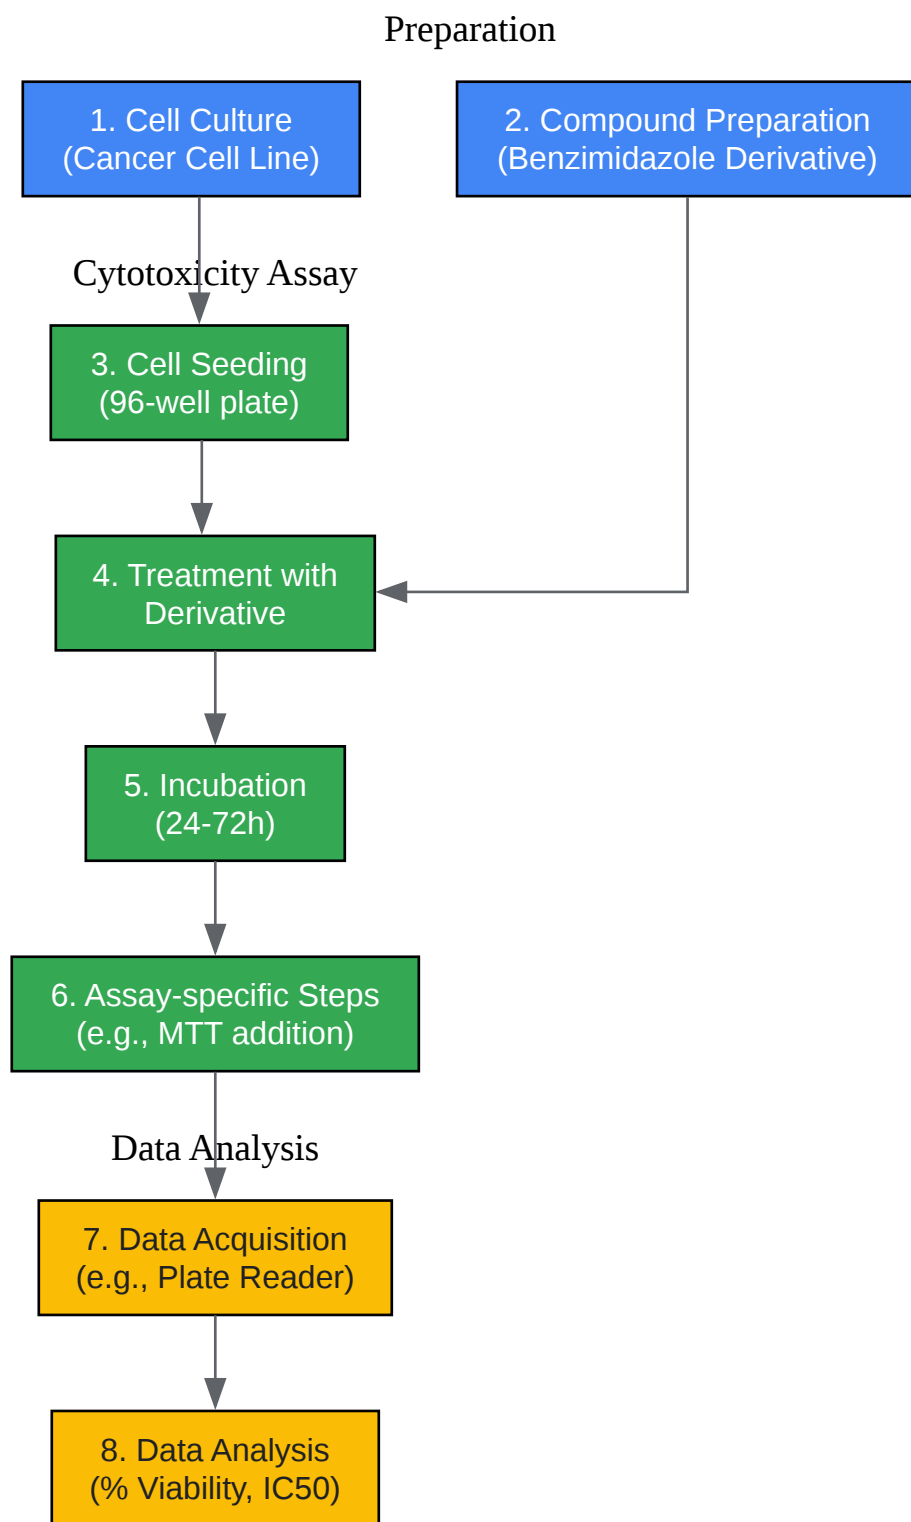 Preparation
1. Cell Culture
(Cancer Cell Line)
2. Compound Preparation
(Benzimidazole Derivative)
Cytotoxicity Assay
3. Cell Seeding
(96-well plate)
4. Treatment with
Derivative
5. Incubation
(24-72h)
6. Assay-specific Steps
(e.g., MTT addition)
Data Analysis
7. Data Acquisition
(e.g., Plate Reader)
8. Data Analysis
(% Viability, IC50)